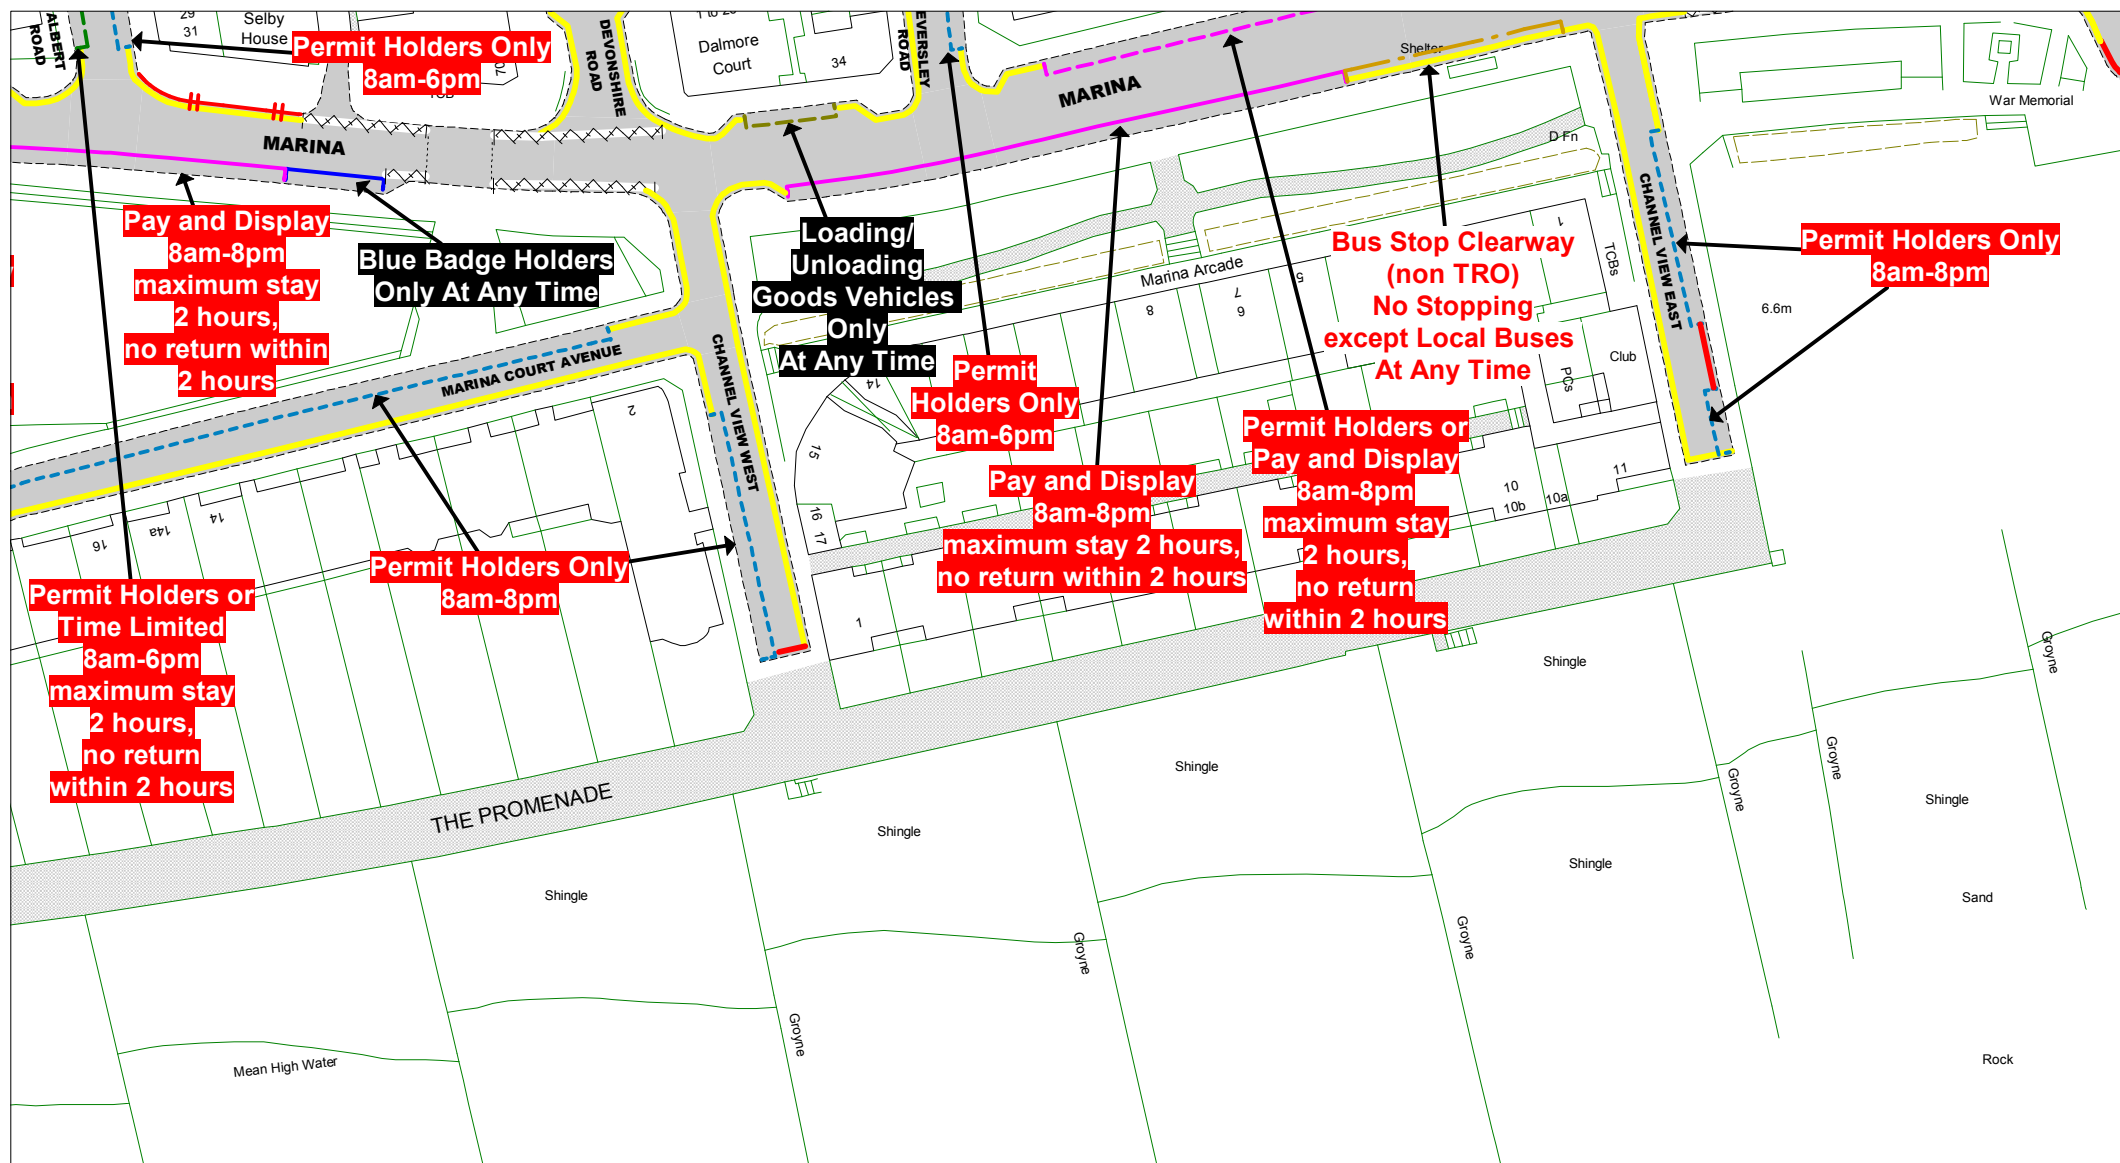 ALBERT
ROAD
29
31
Selby
House
Permit Holders Only
8am-6pm
70
TCB
DEVONSHIRE
ROAD
Dalmore
Court
34
EVERSLEY
ROAD
MARINA
Shelter
War Memorial
MARINA
D Fn
Pay and Display
8am-8pm
maximum stay
2 hours,
no return within
2 hours
Blue Badge Holders
Only At Any Time
Loading/
Unloading
Goods Vehicles
Only
At Any Time
Marina Arcade
8
7
6
5
1
TCBs
Bus Stop Clearway
(non TRO)
No Stopping
except Local Buses
At Any Time
CHANNEL VIEW EAST
Permit Holders Only
8am-8pm
6.6m
Club
PCs
MARINA COURT AVENUE
CHANNEL VIEW WEST
2
14
15
16
17
Permit
Holders Only
8am-6pm
Pay and Display
8am-8pm
maximum stay 2 hours,
no return within 2 hours
Permit Holders or
Pay and Display
8am-8pm
maximum stay
2 hours,
no return
within 2 hours
10
10b
10a
11
16
14a
14
Permit Holders Only
8am-8pm
1
Permit Holders or
Time Limited
8am-6pm
maximum stay
2 hours,
no return
within 2 hours
THE PROMENADE
Shingle
Groyne
Shingle
Groyne
Groyne
Shingle
Shingle
Shingle
Shingle
Groyne
Groyne
Sand
Groyne
Mean High Water
Rock